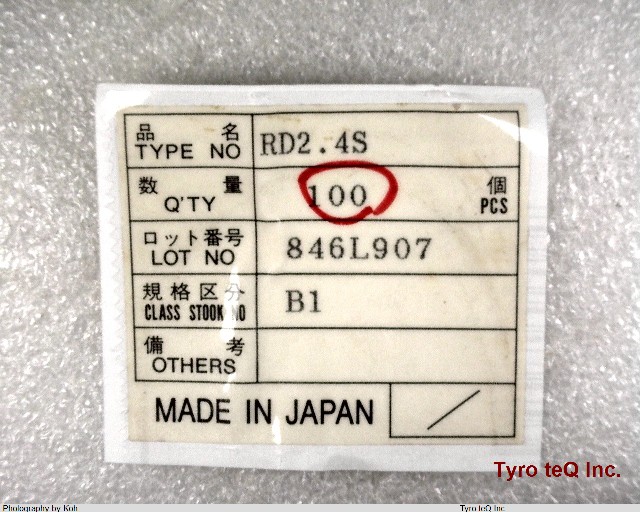 品 名
TYPE NO RD2.4S
数 量
Q'TY 100 個 PCS
ロット番号
LOT NO 846L907
規格区分
CLASS STOOK NO B1
備 考
OTHERS
MADE IN JAPAN
Tyro teQ Inc.
Photography by Koh Tyro teQ Inc